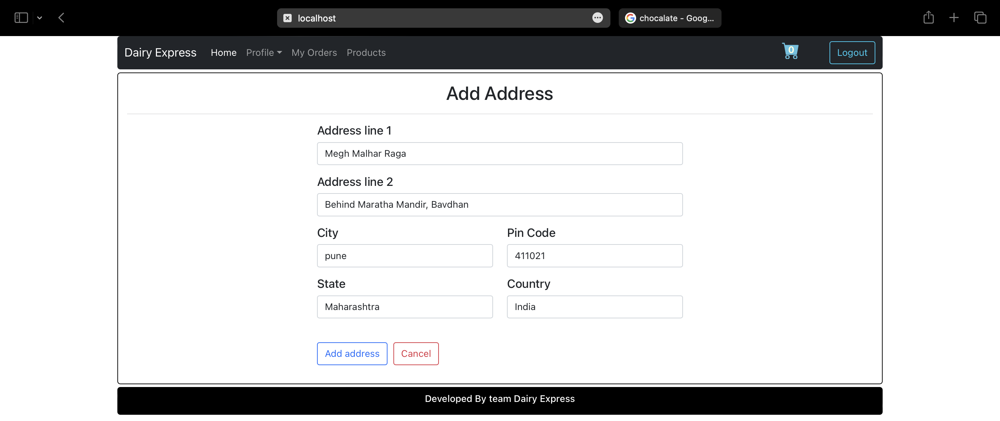 localhost
chocalate - Goog...
Dairy Express Home Profile My Orders Products 0 Logout
Add Address
Address line 1
Megh Malhar Raga
Address line 2
Behind Maratha Mandir, Bavdhan
City Pin Code
pune 411021
State Country
Maharashtra India
Add address Cancel
Developed By team Dairy Express